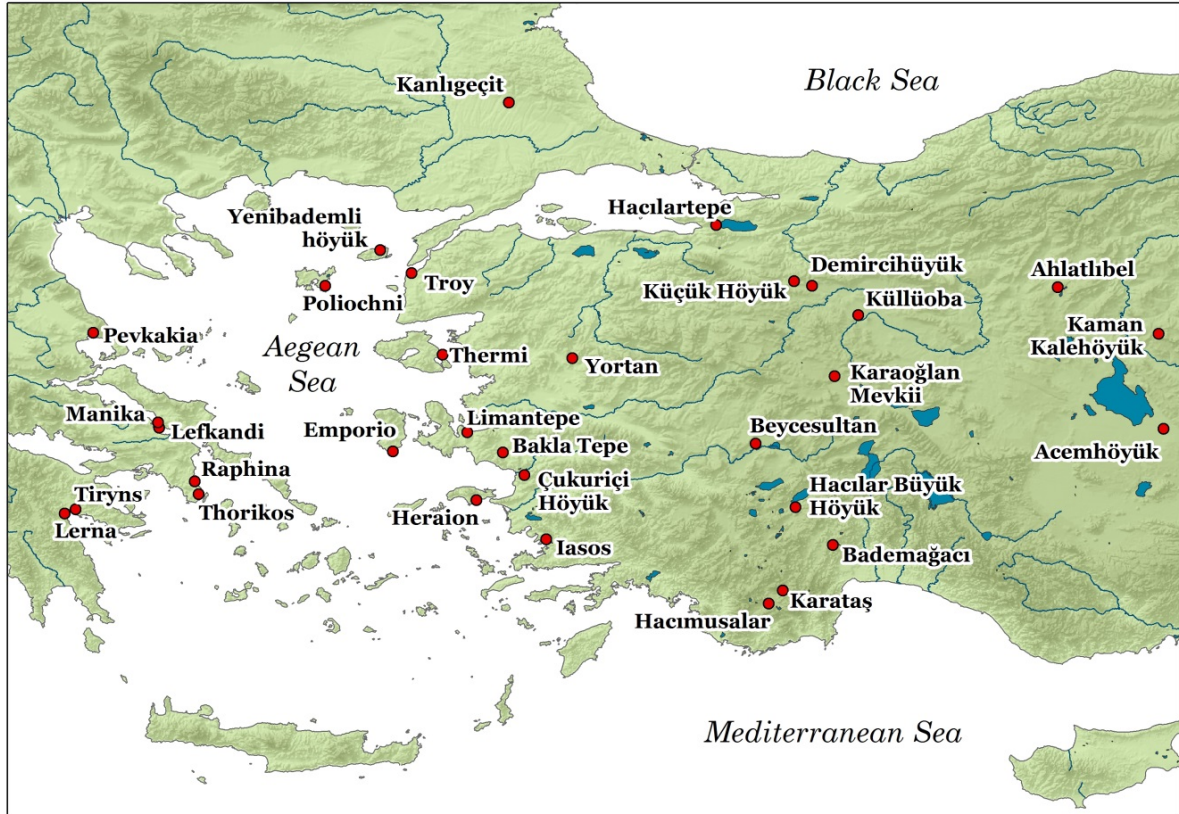 Black Sea
Kanlıgeçit
Hacılartepe
Yenibademli
höyük
Troy
Poliochni
Demircihüyük
Küçük Höyük
Küllüoba
Ahlatlıbel
Kaman
Kalehöyük
Pevkakia
Aegean
Sea
Thermi
Yortan
Karaoğlan
Mevkii
Manika
Lefkandi
Emporio
Limantepe
Bakla Tepe
Beycesultan
Acemhöyük
Raphina
Çukuriçi
Höyük
Hacılar Büyük
Höyük
Tiryns
Thorikos
Lerna
Heraion
Iasos
Bademağacı
Karataş
Hacımusalar
Mediterranean Sea